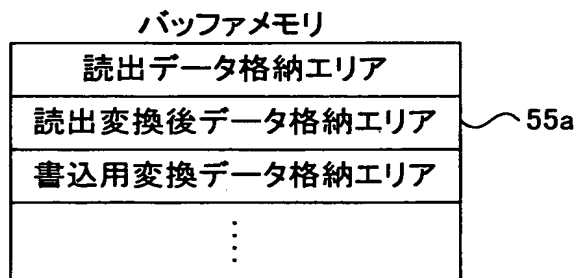 バッファメモリ
読出データ格納エリア
読出変換後データ格納エリア 55a
書込用変換データ格納エリア
⋮